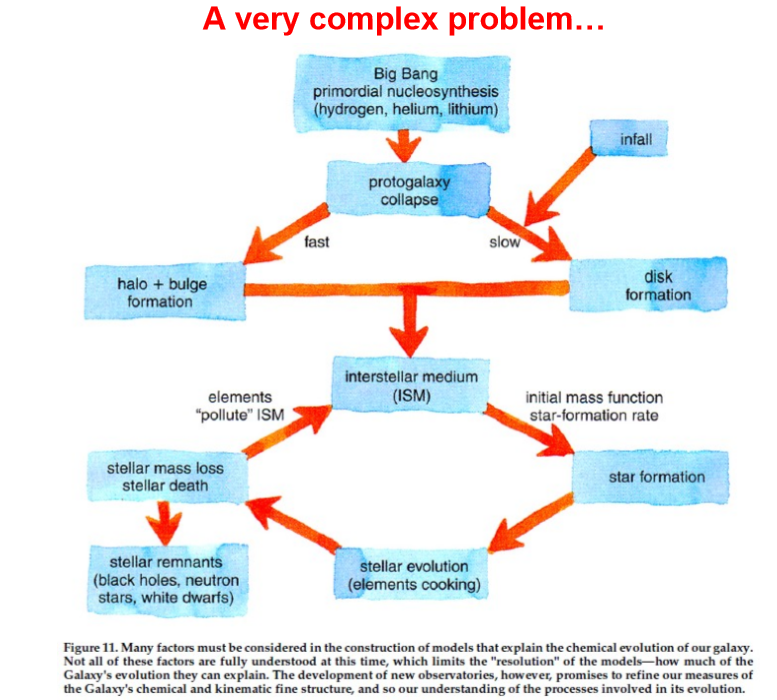 A very complex problem…
Big Bang
primordial nucleosynthesis
(hydrogen, helium, lithium)
infall
protogalaxy
collapse
fast
slow
halo + bulge
formation
disk
formation
interstellar medium
(ISM)
elements
"pollute" ISM
initial mass function
star-formation rate
stellar mass loss
stellar death
star formation
stellar remnants
(black holes, neutron
stars, white dwarfs)
stellar evolution
(elements cooking)
Figure 11. Many factors must be considered in the construction of models that explain the chemical evolution of our galaxy.
Not all of these factors are fully understood at this time, which limits the "resolution" of the models—how much of the
Galaxy's evolution they can explain. The development of new observatories, however, promises to refine our measures of
the Galaxy's chemical and kinematic fine structure, and so our understanding of the processes involved in its evolution.